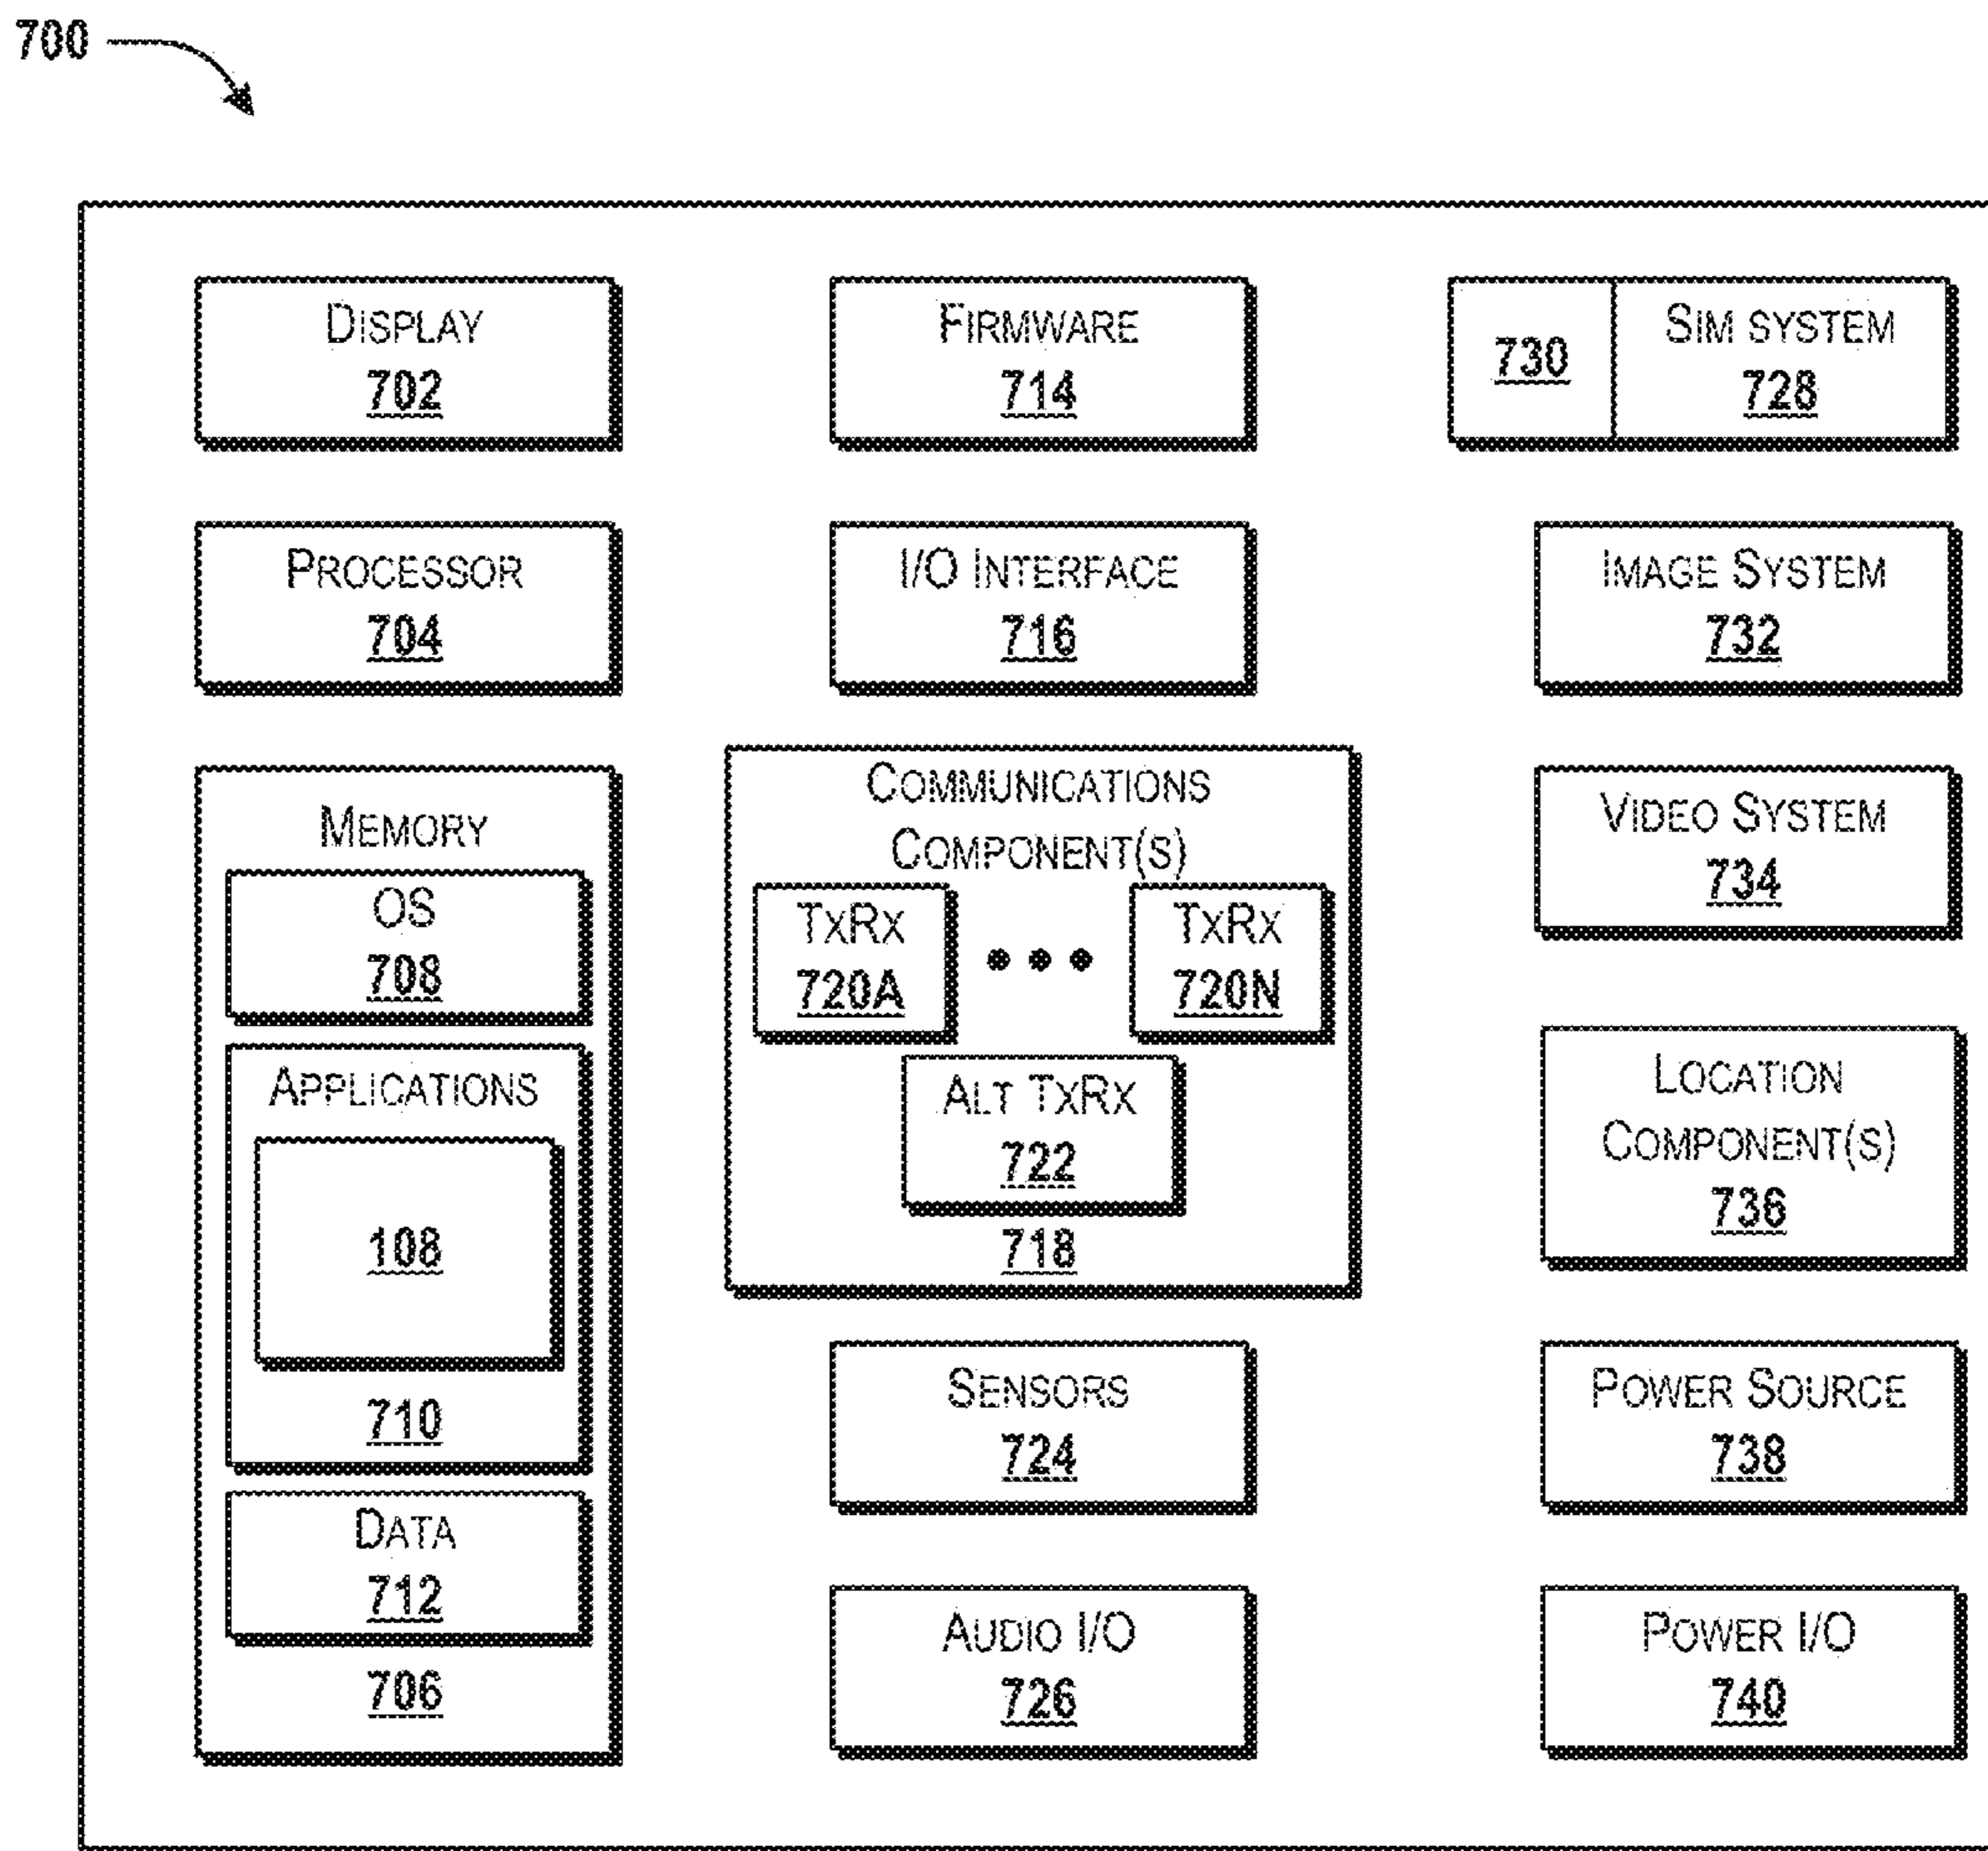 700
DISPLAY
702
PROCESSOR
704
MEMORY
OS
708
APPLICATIONS
108
710
DATA
712
706
FIRMWARE
714
I/O INTERFACE
716
COMMUNICATIONS
COMPONENT(S)
TXRX
720A
TXRX
720N
ALT TXRX
722
718
SENSORS
724
AUDIO I/O
726
730
SIM SYSTEM
728
IMAGE SYSTEM
732
VIDEO SYSTEM
734
LOCATION
COMPONENT(S)
736
POWER SOURCE
738
POWER I/O
740